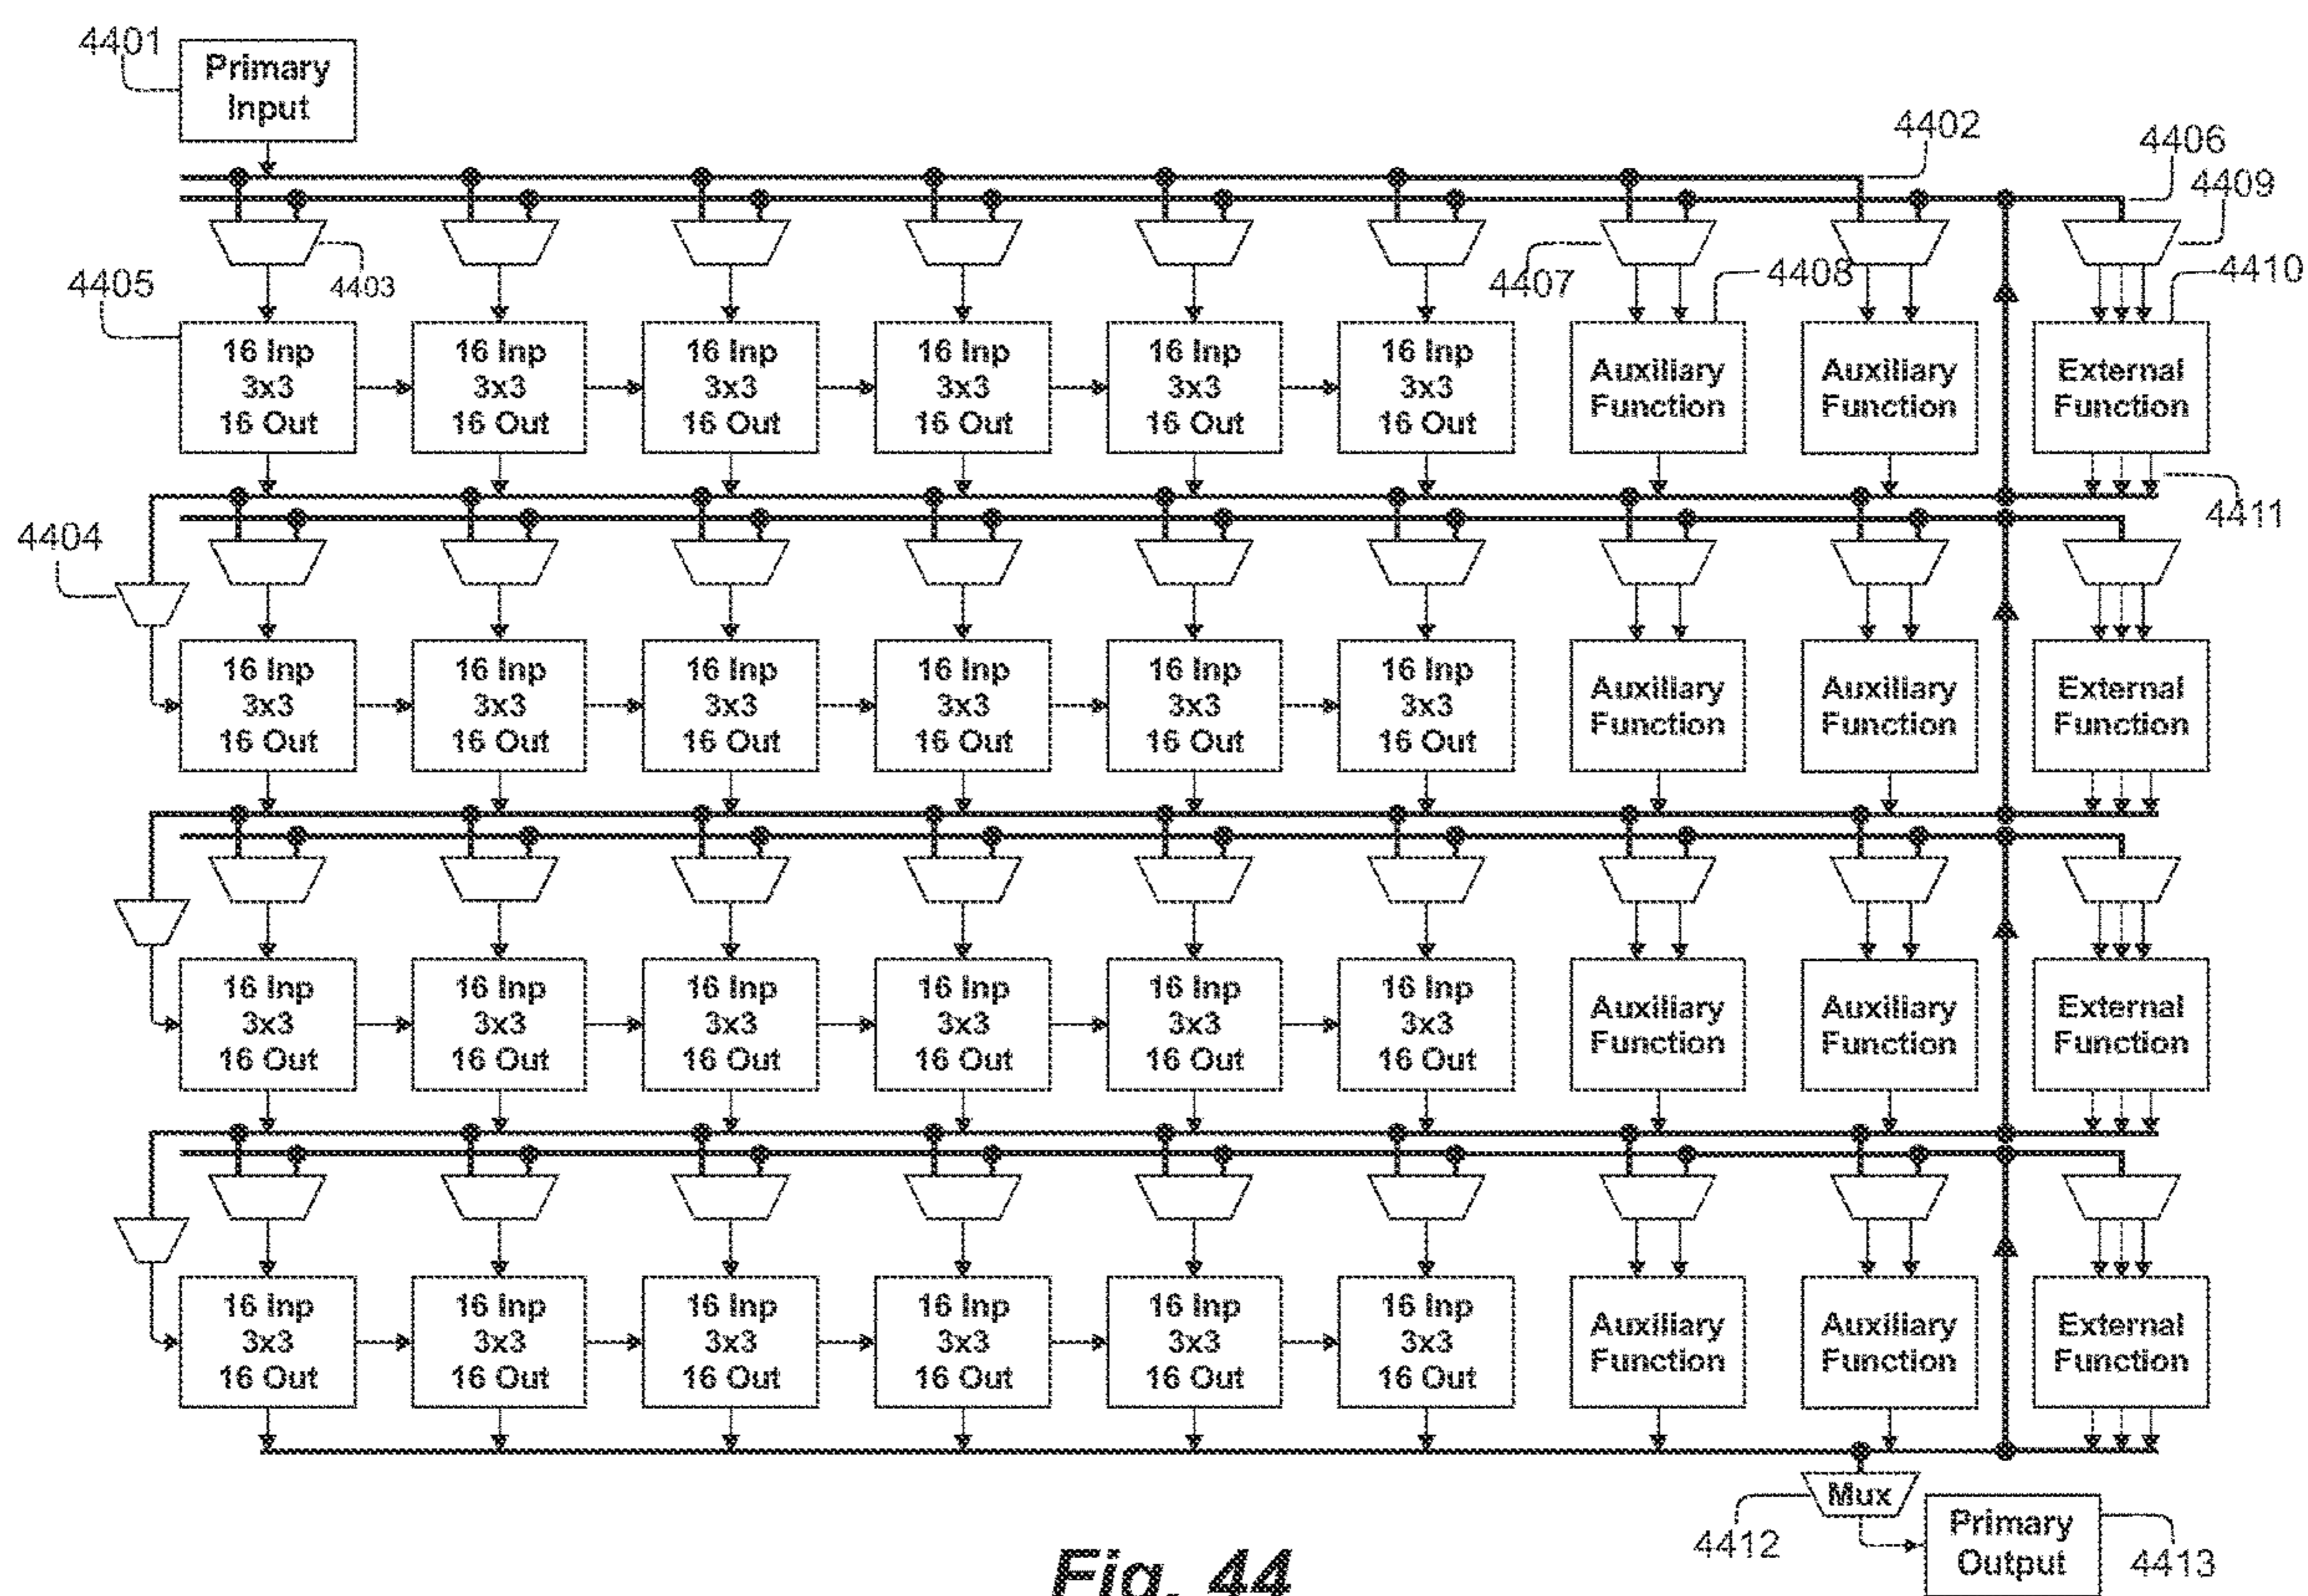 4401
Primary
Input
4402
4406
4409
4403
4407
4408
4410
4405
16 Inp
3x3
16 Out
16 Inp
3x3
16 Out
16 Inp
3x3
16 Out
16 Inp
3x3
16 Out
16 Inp
3x3
16 Out
16 Inp
3x3
16 Out
Auxiliary
Function
Auxiliary
Function
External
Function
4411
4404
16 Inp
3x3
16 Out
16 Inp
3x3
16 Out
16 Inp
3x3
16 Out
16 Inp
3x3
16 Out
16 Inp
3x3
16 Out
16 Inp
3x3
16 Out
Auxiliary
Function
Auxiliary
Function
External
Function
16 Inp
3x3
16 Out
16 Inp
3x3
16 Out
16 Inp
3x3
16 Out
16 Inp
3x3
16 Out
16 Inp
3x3
16 Out
16 Inp
3x3
16 Out
Auxiliary
Function
Auxiliary
Function
External
Function
16 Inp
3x3
16 Out
16 Inp
3x3
16 Out
16 Inp
3x3
16 Out
16 Inp
3x3
16 Out
16 Inp
3x3
16 Out
16 Inp
3x3
16 Out
Auxiliary
Function
Auxiliary
Function
External
Function
Mux
4412
Primary
Output
4413
Fig. 44